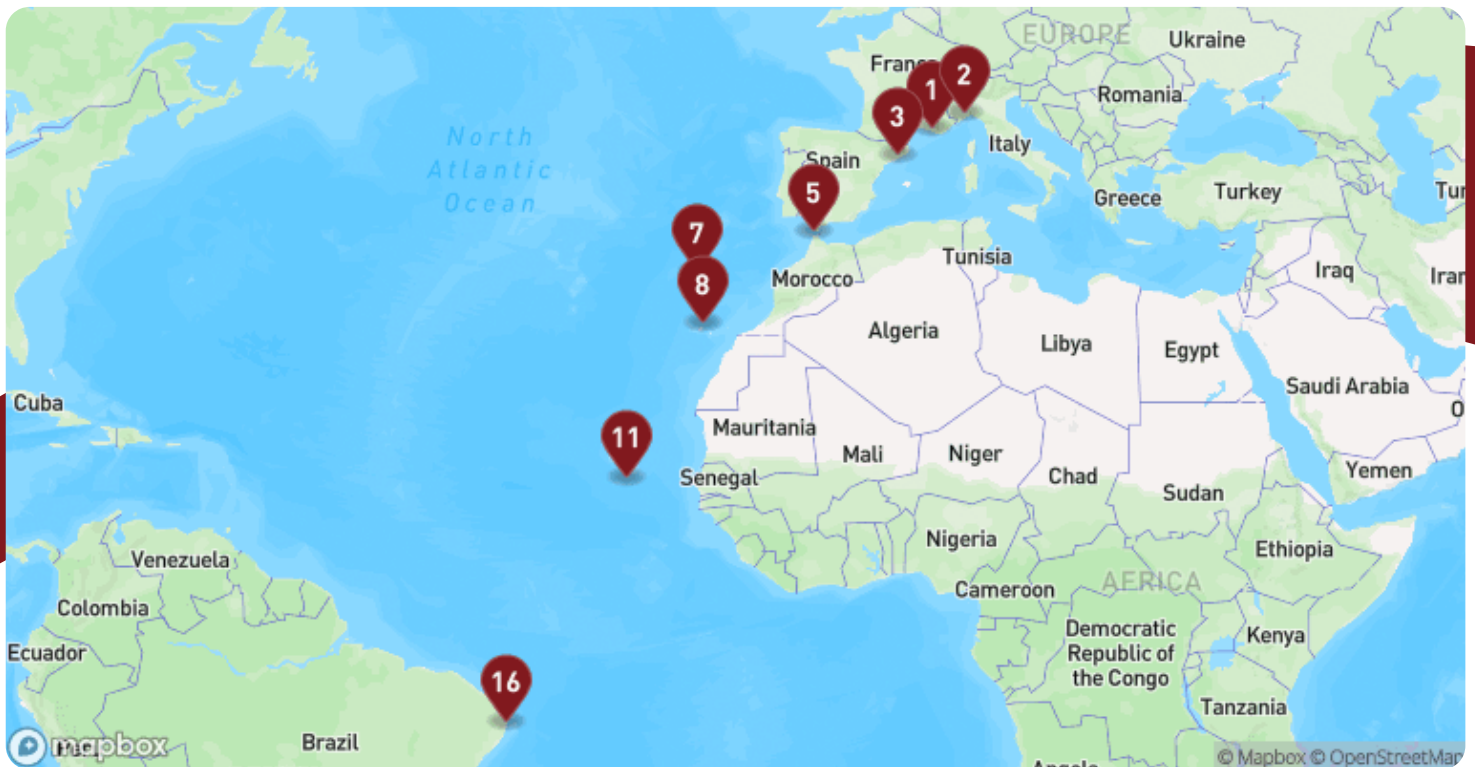 EUROPE
Ukraine
France
2
1
Romania
3
North
Atlantic
Ocean
Italy
Spain
5
Greece
Turkey
Tur
7
Tunisia
Iraq
Iran
Morocco
8
Algeria
Libya
Egypt
Saudi Arabia
Cuba
O
11
Mauritania
Mali
Niger
Chad
Yemen
Senegal
Sudan
Nigeria
Ethiopia
Venezuela
Cameroon
AFRICA
Colombia
Democratic
Republic of
the Congo
Kenya
Ecuador
16
Tanzania
Brazil
mapbox
© Mapbox © OpenStreetMap